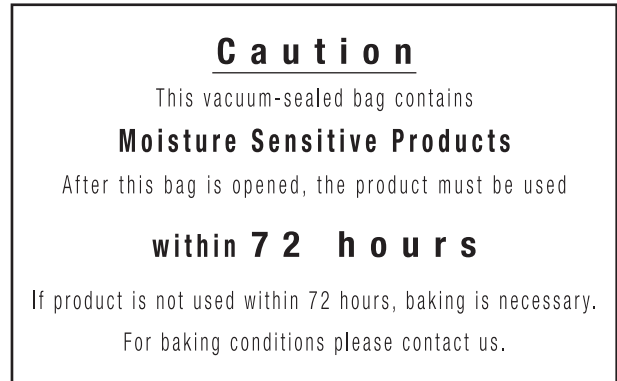 Caution
This vacuum-sealed bag contains
Moisture Sensitive Products
After this bag is opened, the product must be used
within 72 hours
If product is not used within 72 hours, baking is necessary.
For baking conditions please contact us.